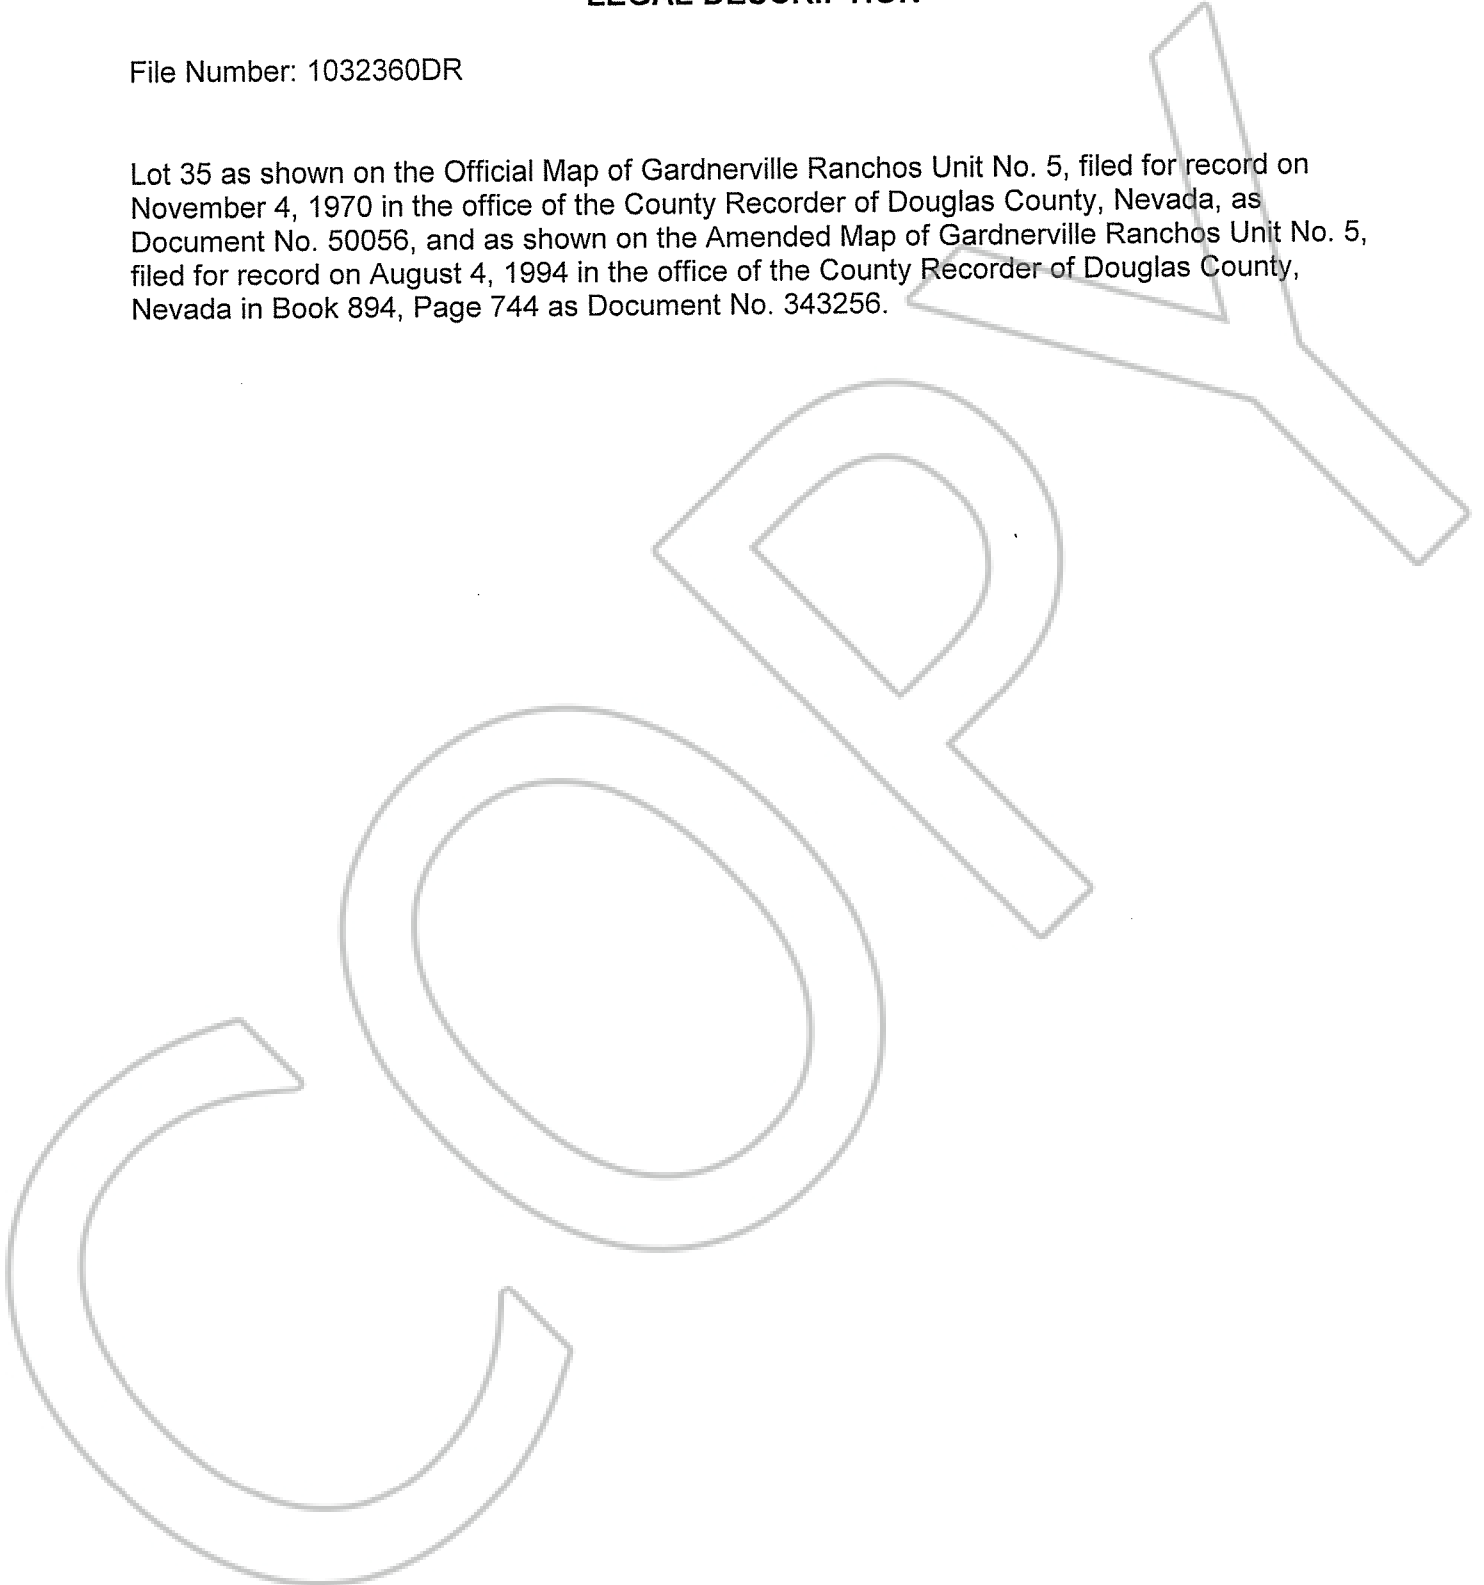 LEGAL DESCRIPTION
File Number: 1032360DR
Lot 35 as shown on the Official Map of Gardnerville Ranchos Unit No. 5, filed for record on
November 4, 1970 in the office of the County Recorder of Douglas County, Nevada, as
Document No. 50056, and as shown on the Amended Map of Gardnerville Ranchos Unit No. 5,
filed for record on August 4, 1994 in the office of the County Recorder of Douglas County,
Nevada in Book 894, Page 744 as Document No. 343256.
COPY